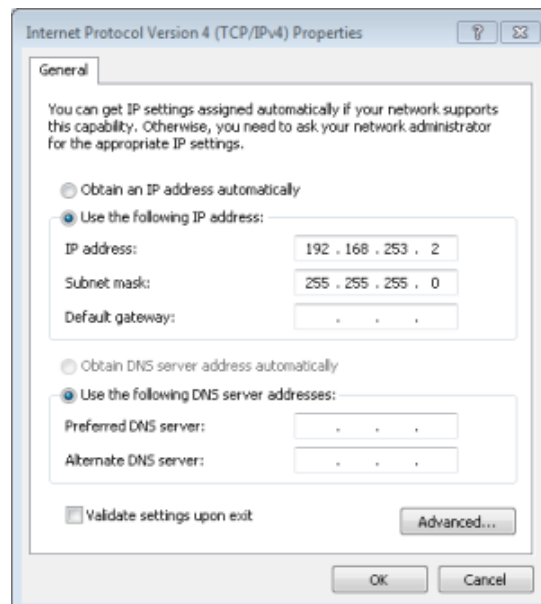 Internet Protocol Version 4 (TCP/IPv4) Properties
General
You can get IP settings assigned automatically if your network supports
this capability. Otherwise, you need to ask your network administrator
for the appropriate IP settings.
Obtain an IP address automatically
Use the following IP address:
IP address: 192 . 168 . 253 . 2
Subnet mask: 255 . 255 . 255 . 0
Default gateway: . . .
Obtain DNS server address automatically
Use the following DNS server addresses:
Preferred DNS server: . . .
Alternate DNS server: . . .
Validate settings upon exit
Advanced...
OK Cancel